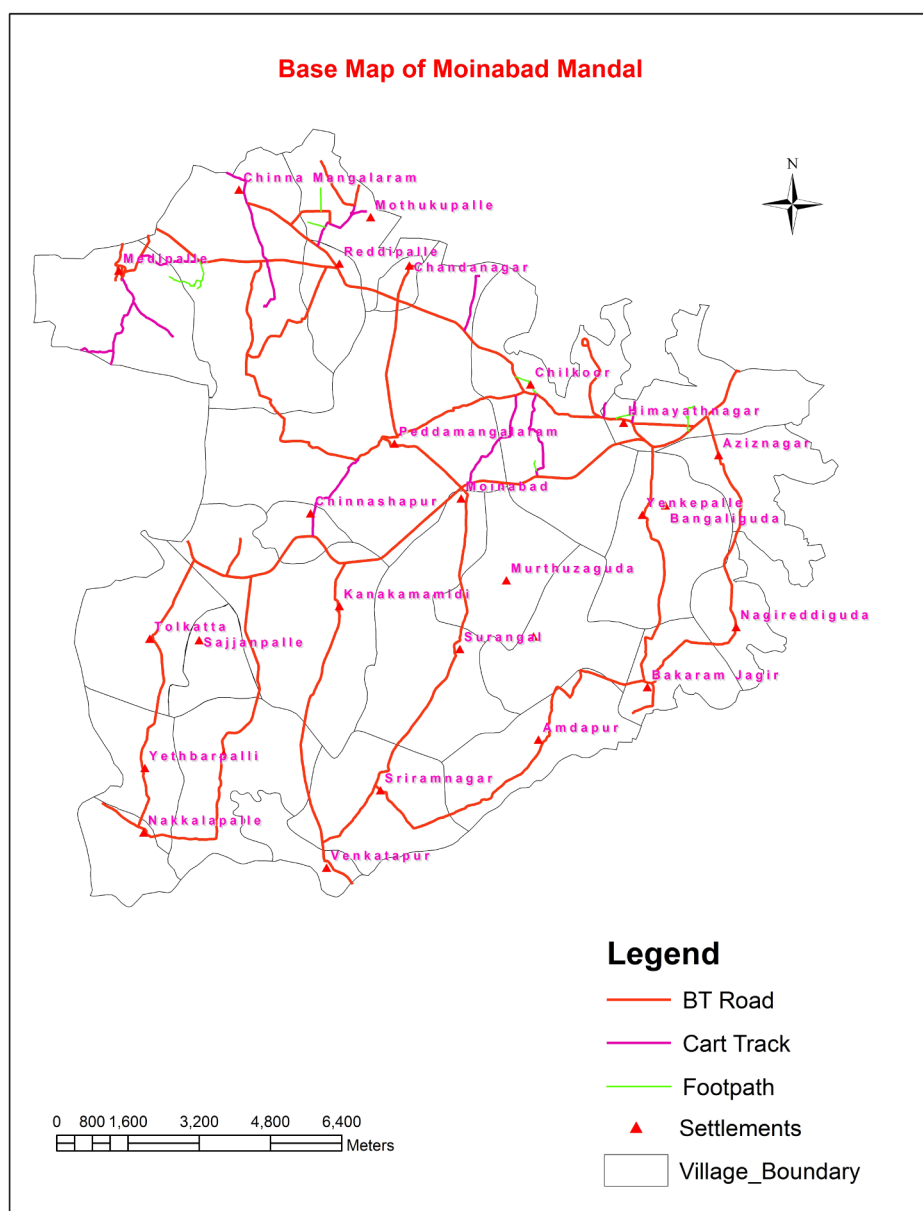 Base Map of Moinabad Mandal
N
Chinna Mangalaram
Mothukupalle
Reddipalle
Medipalle
Chandanagar
Chilkoor
Himayathnagar
Peddamangalaram
Aziznagar
Moinabad
Chinnashapur
Yenkepalle
Bangaliguda
Murthuzaguda
Kanakamamidi
Nagireddiguda
Tolkatta
Sajjanpalle
Surangal
Bakaram Jagir
Amdapur
Yethbarpalli
Sriramnagar
Nakkalapalle
Venkatapur
Legend
BT Road
Cart Track
Footpath
Settlements
Village_Boundary
0 800 1,600 3,200 4,800 6,400
Meters